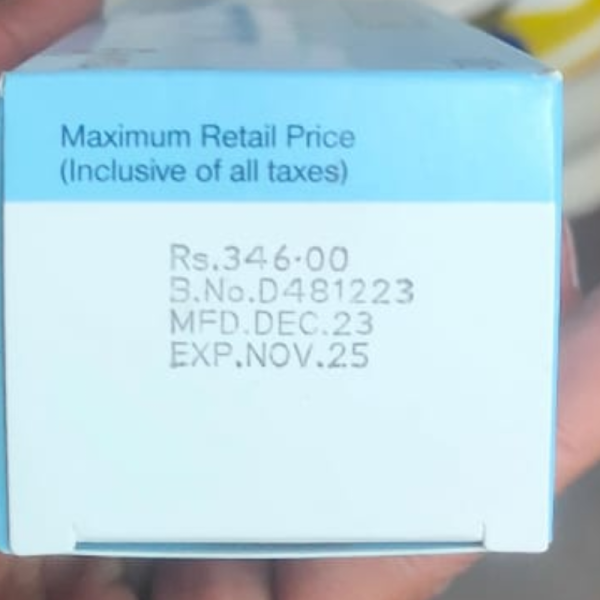 Maximum Retail Price
(Inclusive of all taxes)
Rs.346.00
B.No.D481223
MFD.DEC.23
EXP.NOV.25